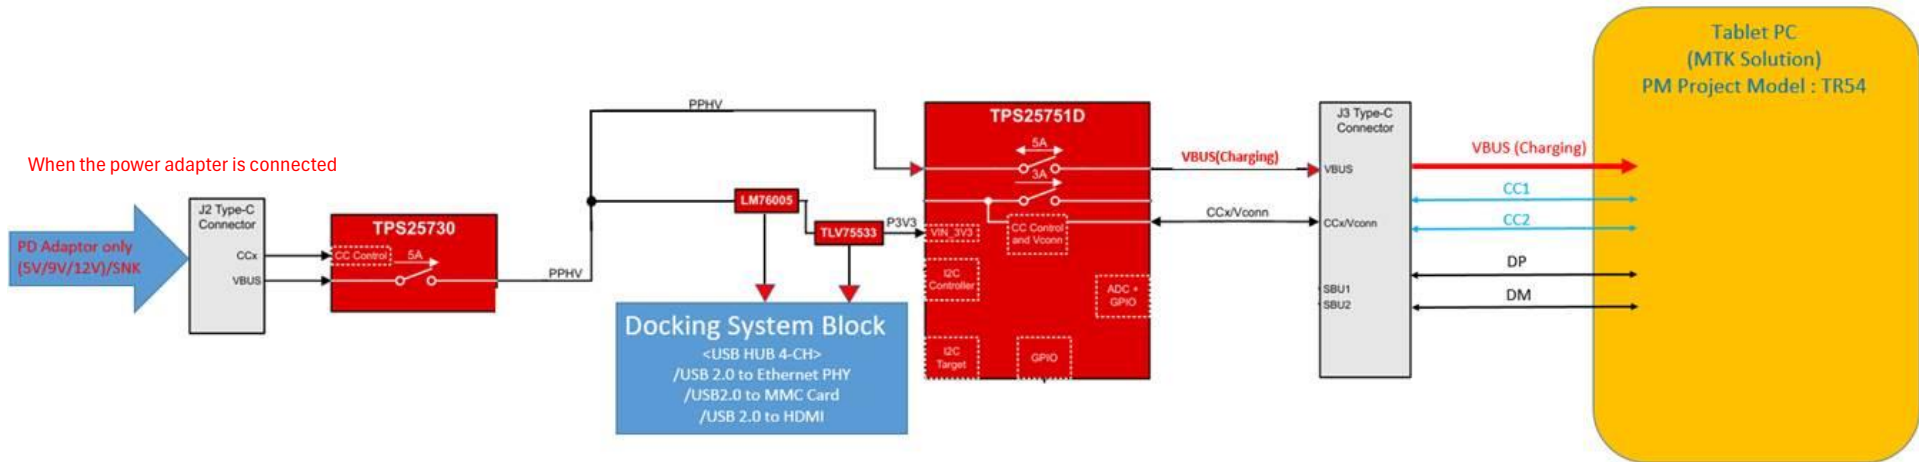 When the power adapter is connected
PD Adaptor only
(5V/9V/12V)/SNK
J2 Type-C
Connector
CCx
VBUS
TPS25730
CC Control
5A
PPHV
PPHV
LM76005
TLV75533
P3V3
Docking System Block
<USB HUB 4-CH>
/USB 2.0 to Ethernet PHY
/USB2.0 to MMC Card
/USB 2.0 to HDMI
TPS25751D
5A
3A
VIN_3V3
CC Control
and Vconn
I2C
Controller
ADC +
GPIO
I2C
Target
GPIO
VBUS(Charging)
CCx/Vconn
J3 Type-C
Connector
VBUS
CCx/Vconn
SBU1
SBU2
VBUS (Charging)
CC1
CC2
DP
DM
Tablet PC
(MTK Solution)
PM Project Model : TR54